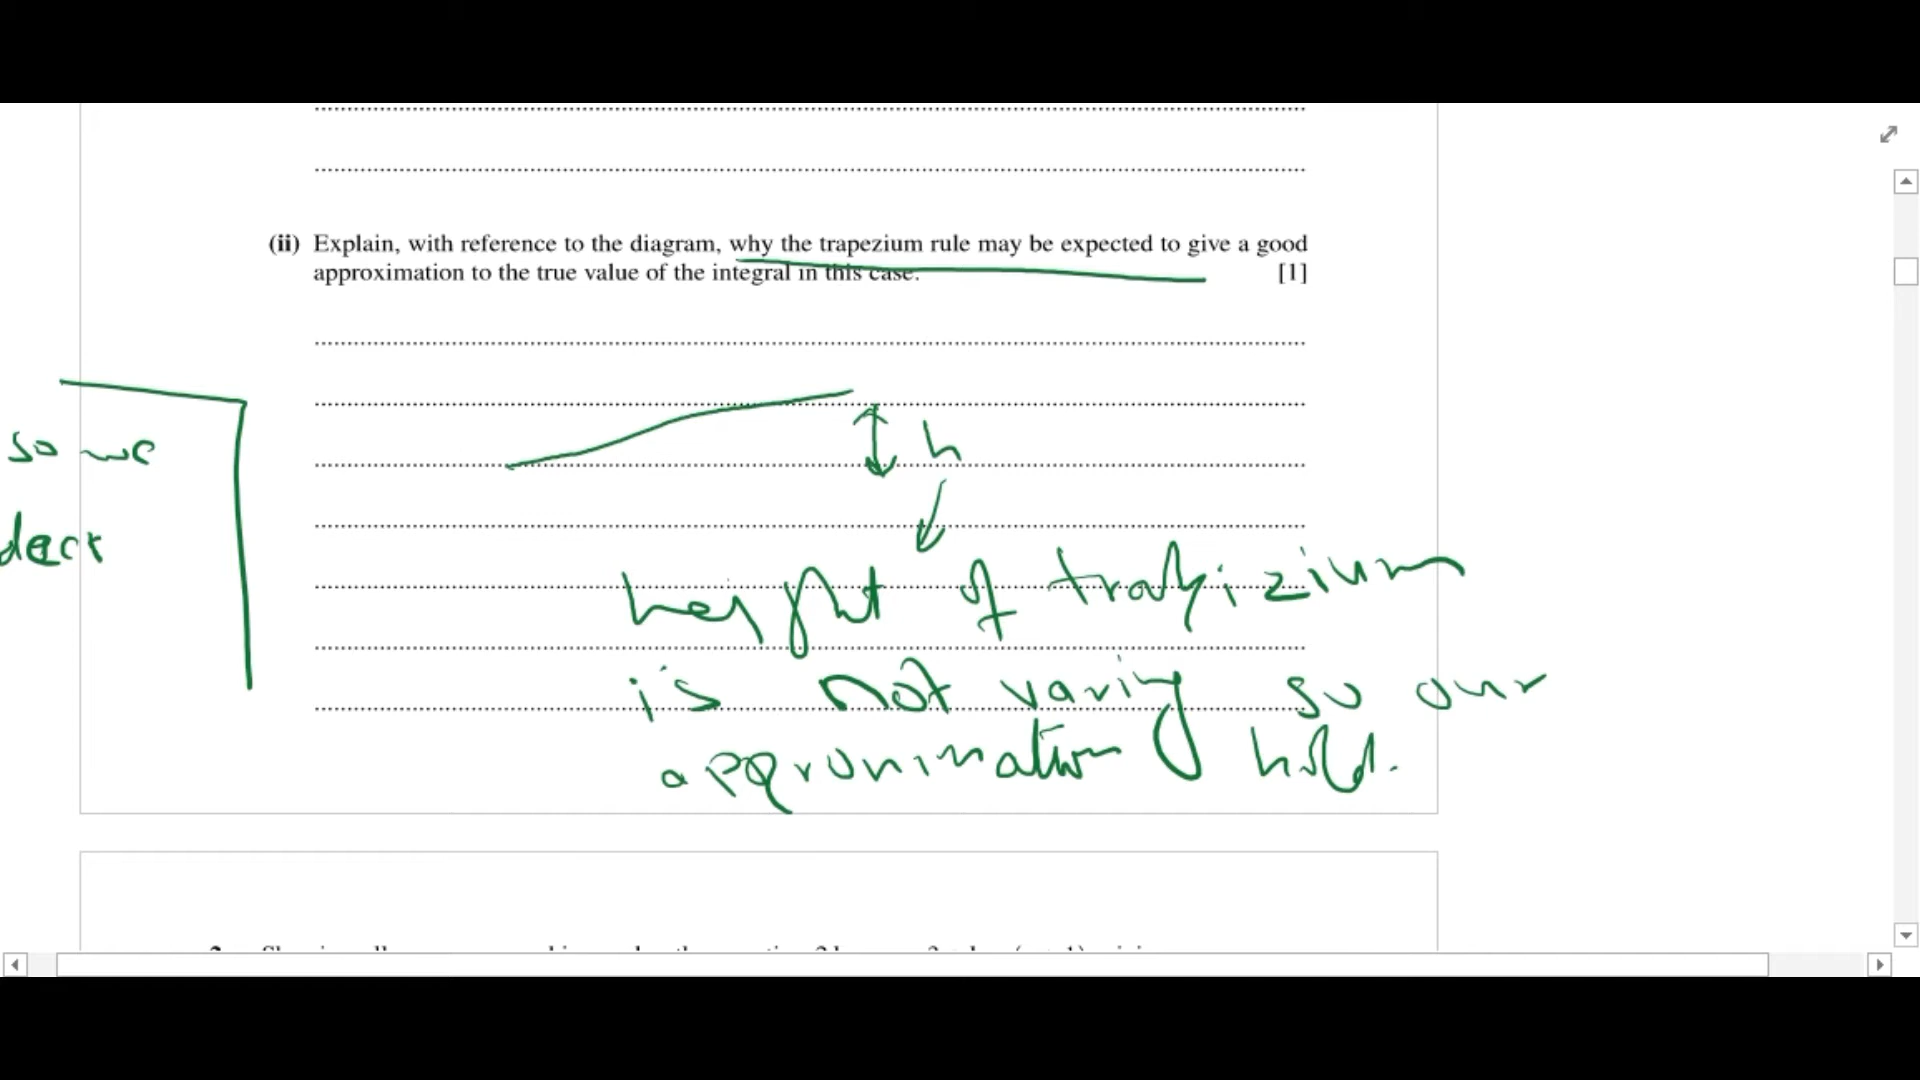 (ii) Explain, with reference to the diagram, why the trapezium rule may be expected to give a good
approximation to the true value of the integral in this case. [1]
so we
h
height of trapizium
is not varing so our
approximation hold.